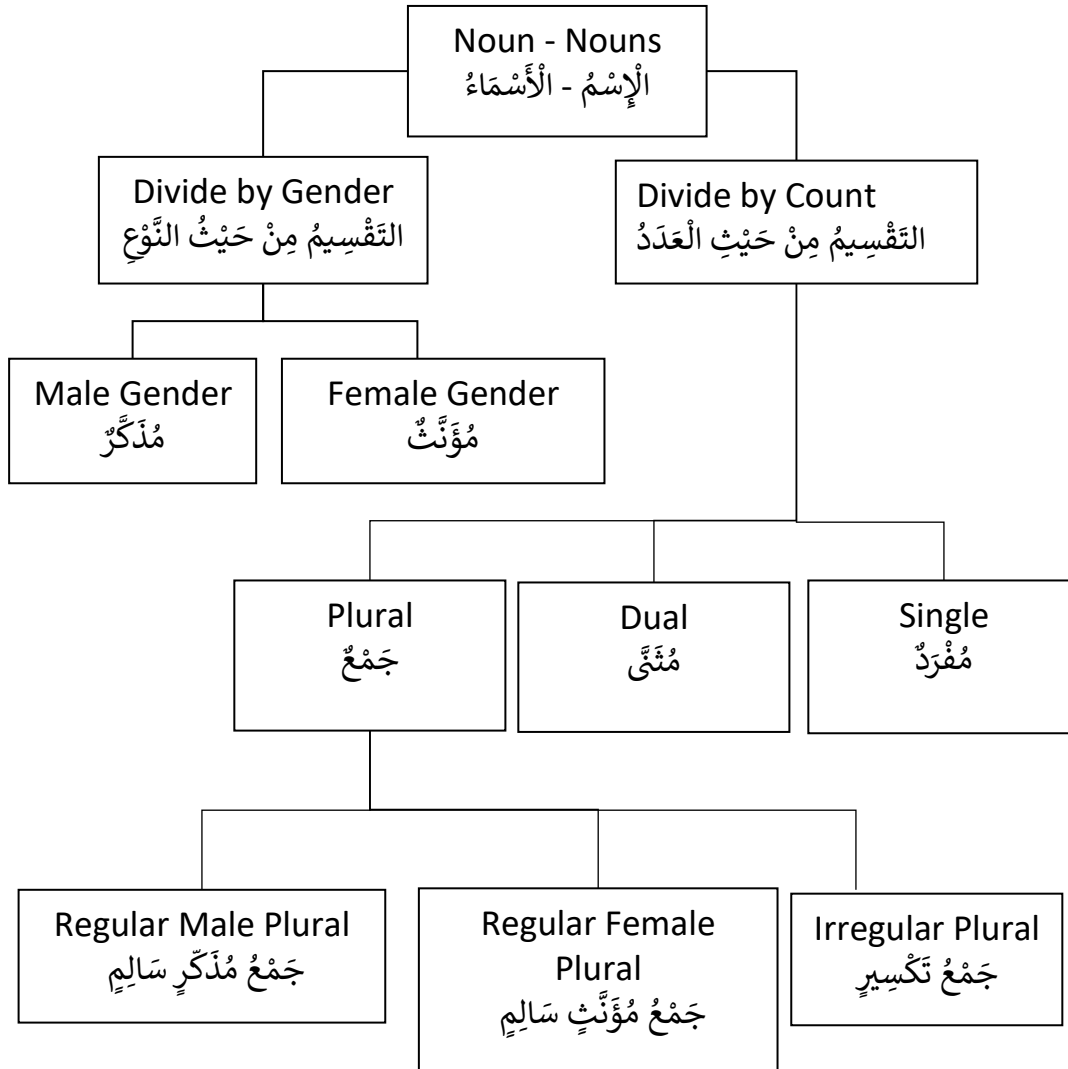 Noun - Nouns
الْإِسْمُ - الْأَسْمَاءُ
Divide by Gender
التَقْسِيمُ مِنْ حَيْثُ النَّوْعِ
Divide by Count
التَقْسِيمُ مِنْ حَيْثِ الْعَدَدُ
Male Gender
مُذَكَّرٌ
Female Gender
مُؤَنَّثٌ
Plural
جَمْعٌ
Dual
مُثَنَّى
Single
مُفْرَدٌ
Regular Male Plural
جَمْعُ مُذَكّرٍ سَالِمٍ
Regular Female
Plural
جَمْعُ مُؤَنَّثٍ سَالِمٍ
Irregular Plural
جَمْعُ تَكْسِيرٍ